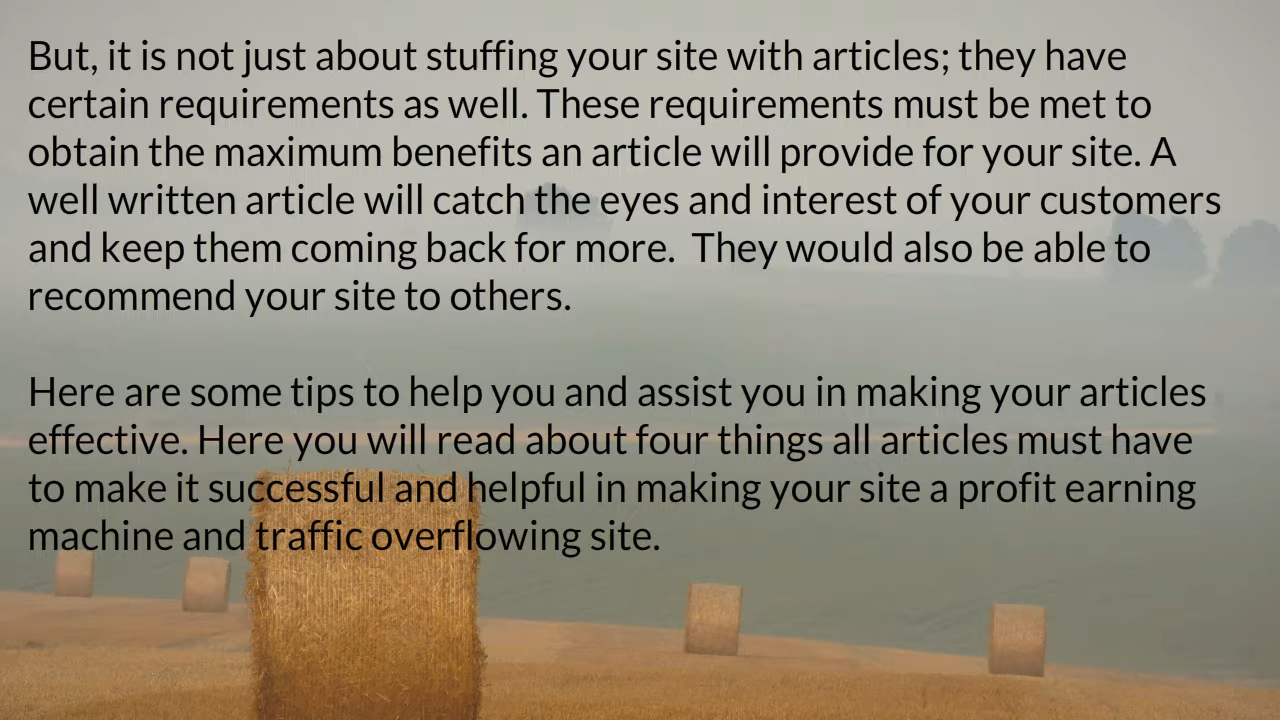 But, it is not just about stuffing your site with articles; they have
certain requirements as well. These requirements must be met to
obtain the maximum benefits an article will provide for your site. A
well written article will catch the eyes and interest of your customers
and keep them coming back for more.  They would also be able to
recommend your site to others.
Here are some tips to help you and assist you in making your articles
effective. Here you will read about four things all articles must have
to make it successful and helpful in making your site a profit earning
machine and traffic overflowing site.